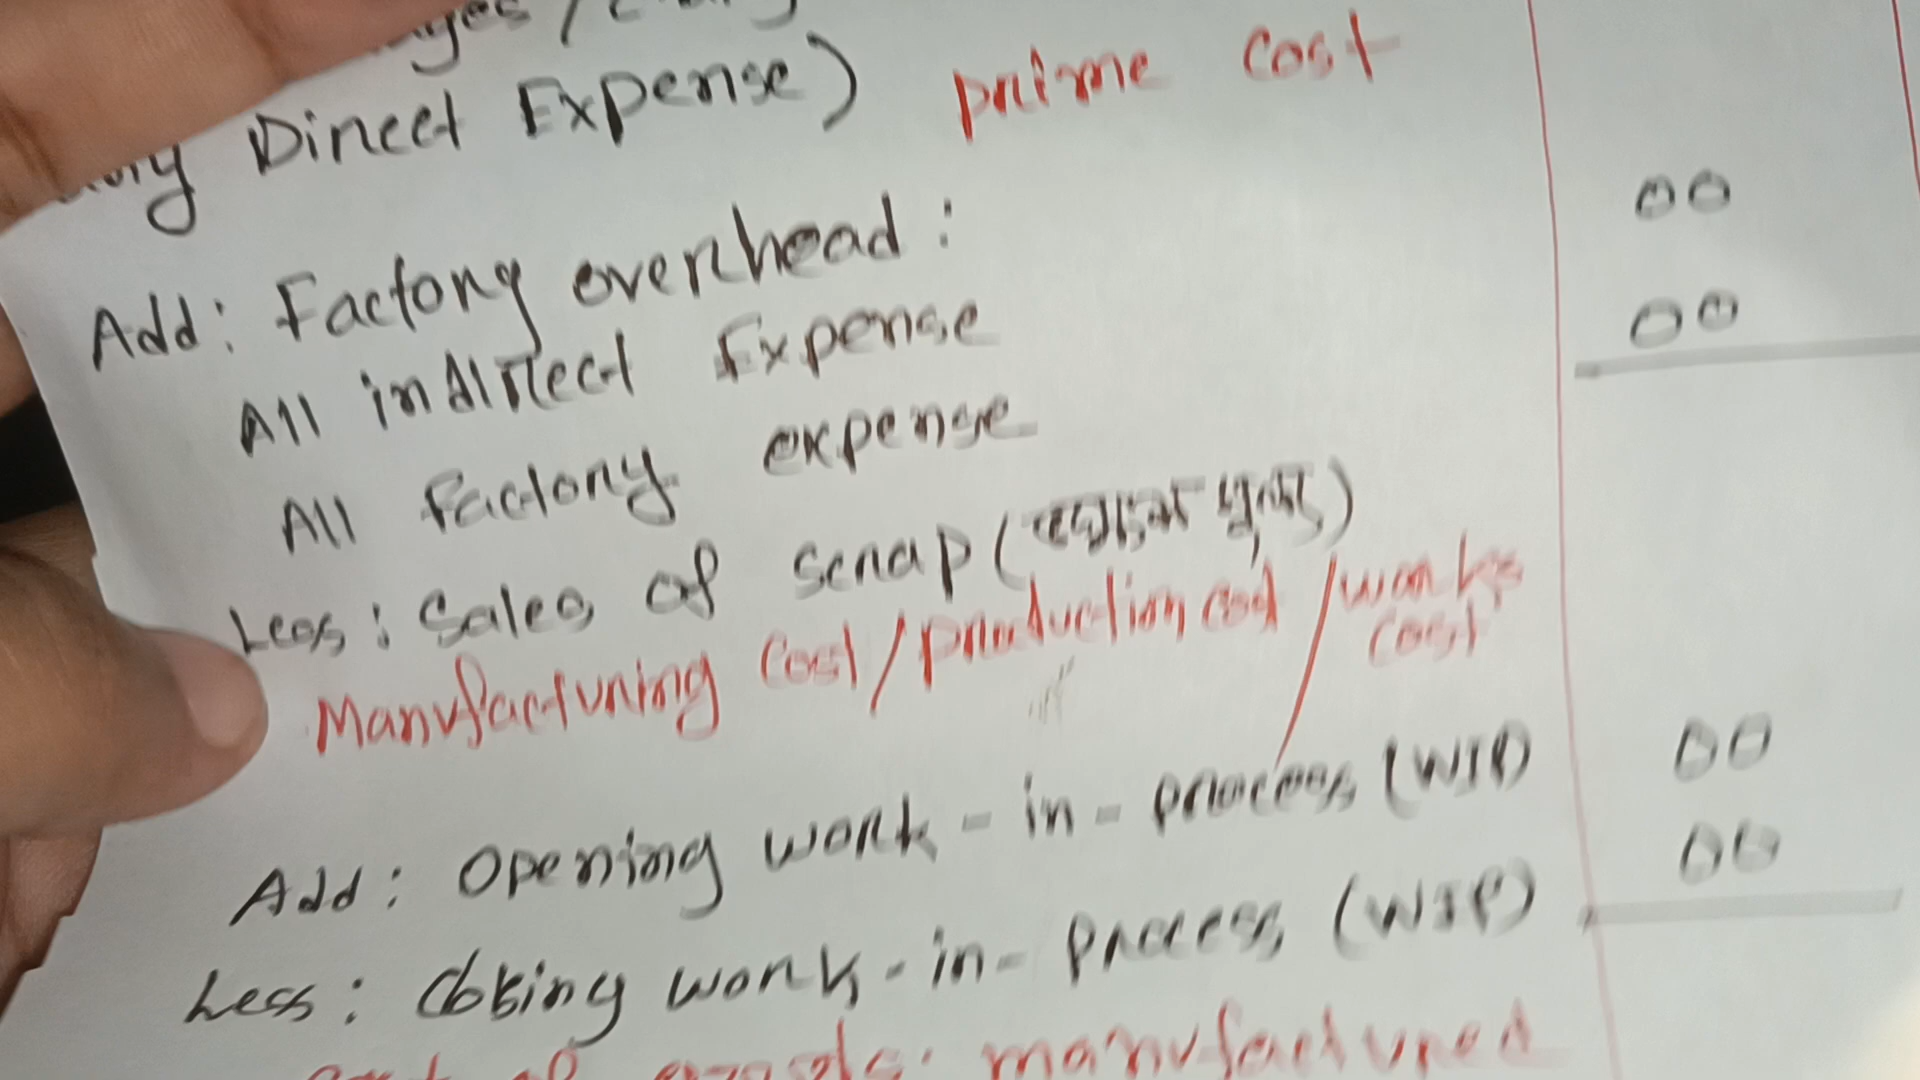 Direct Expense) prime cost
Add: Factory overhead:
All indirect Expense
All factory expense
Less: Sales of scrap (
Manufacturing cost/production cost/works cost
Add: Opening work-in-process (WIP)
Less: Closing work-in-process (WIP)
manufactured
00
00
00
00